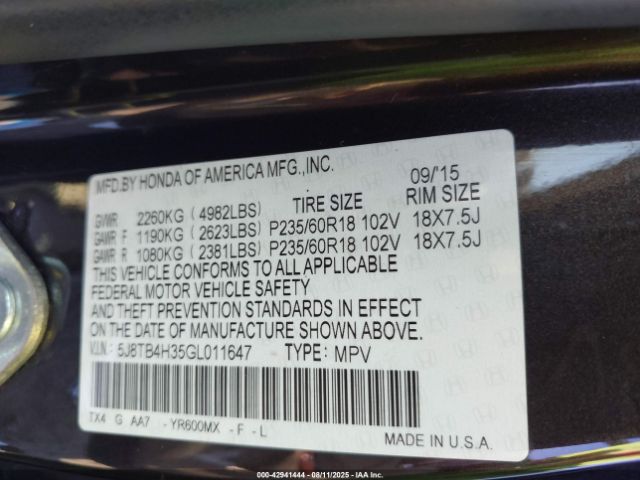 MFD.BY HONDA OF AMERICA MFG.,INC. 09/'15
TIRE SIZE RIM SIZE
GVWR 2260KG (4982LBS)
GAWR F 1190KG (2623LBS) P235/60R18 102V 18X7.5J
GAWR R 1080KG (2381LBS) P235/60R18 102V 18X7.5J
THIS VEHICLE CONFORMS TO ALL APPLICABLE
FEDERAL MOTOR VEHICLE SAFETY
AND THEFT PREVENTION STANDARDS IN EFFECT
ON THE DATE OF MANUFACTURE SHOWN ABOVE.
V.I.N.: 5J8TB4H35GL011647 TYPE: MPV
TX4 G AA7 -YR600MX -F-L
MADE IN U.S.A.
000-42941444 - 08/11/2025 - IAA Inc.